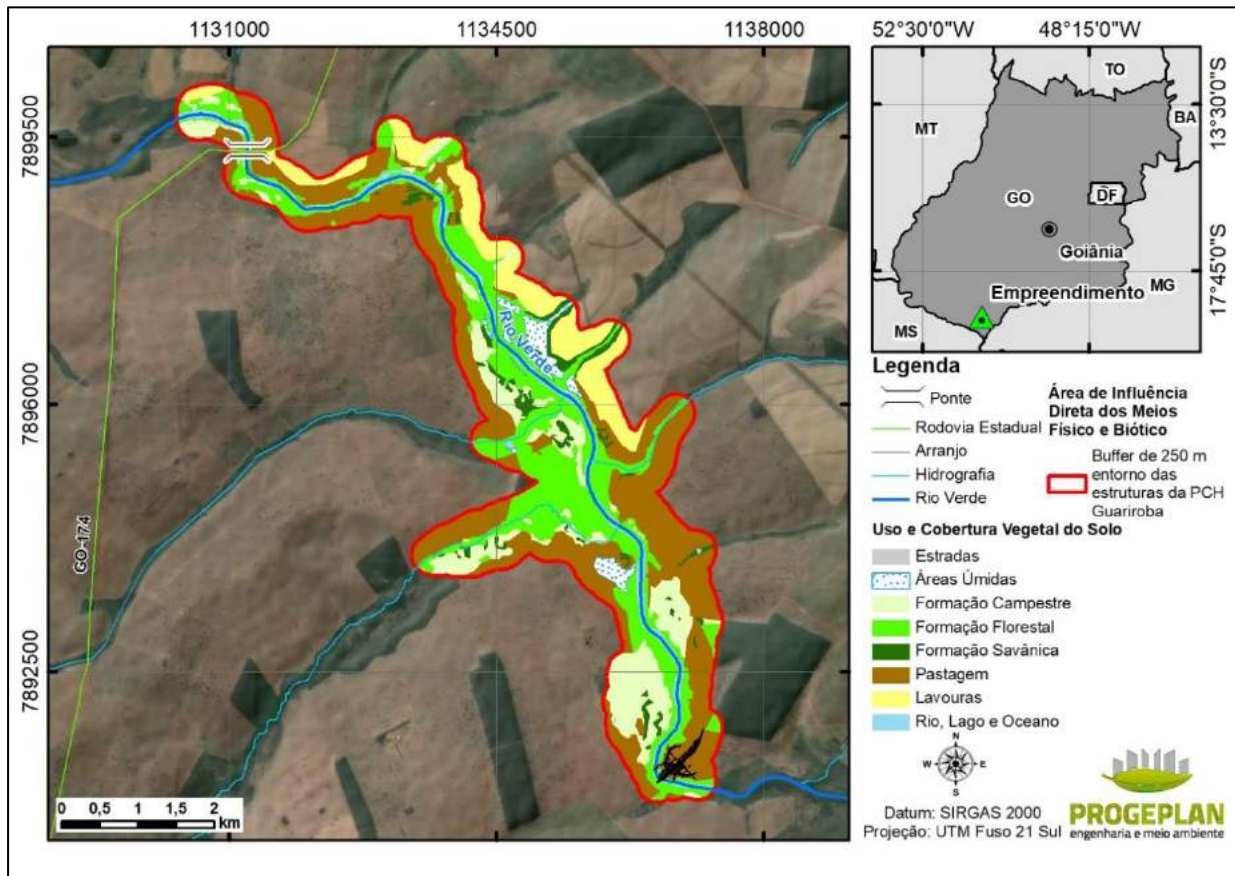 1131000
1134500
1138000
7899500
7896000
7892500
GO-174
Rio Verde
0 0,5 1 1,5 2
km
52°30'0"W
48°15'0"W
13°30'0"S
17°45'0"S
TO
BA
MT
GO
DF
Goiânia
MG
Empreendimento
MS
Legenda
Ponte
Rodovia Estadual
Arranjo
Hidrografia
Rio Verde
Área de Influência
Direta dos Meios
Físico e Biótico
Buffer de 250 m
entorno das
estruturas da PCH
Guariroba
Uso e Cobertura Vegetal do Solo
Estradas
Áreas Úmidas
Formação Campestre
Formação Florestal
Formação Savânica
Pastagem
Lavouras
Rio, Lago e Oceano
N
W E
S
Datum: SIRGAS 2000
Projeção: UTM Fuso 21 Sul
PROGEPLAN
engenharia e meio ambiente